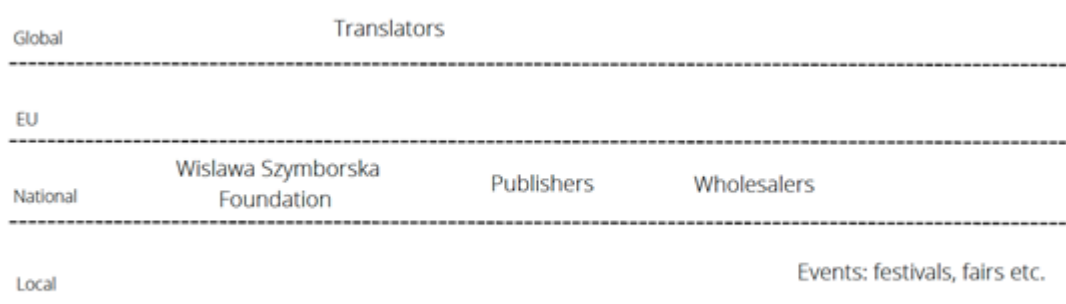 Global
Translators
EU
National
Wislawa Szymborska
Foundation
Publishers
Wholesalers
Local
Events: festivals, fairs etc.